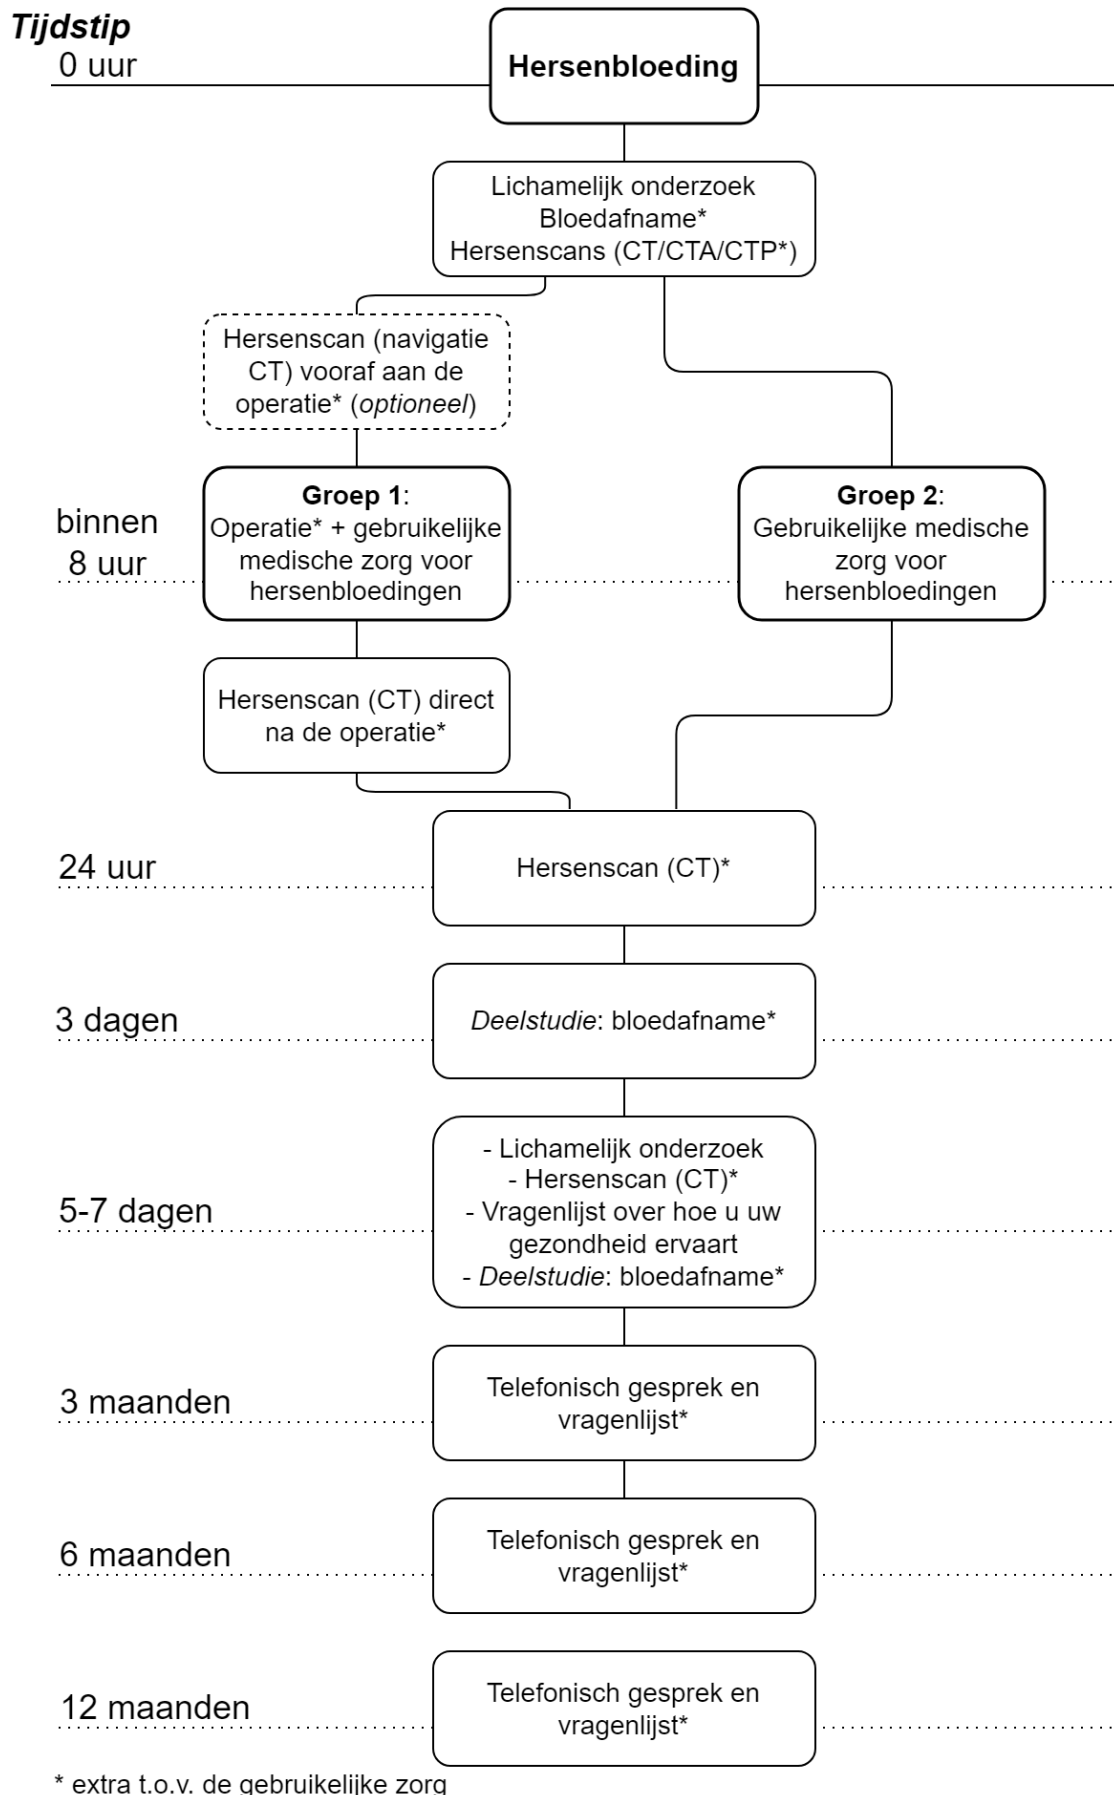 Tijdstip
0 uur
Hersenbloeding
Lichamelijk onderzoek
Bloedafname*
Hersenscans (CT/CTA/CTP*)
Hersenscan (navigatie
CT) vooraf aan de
operatie* (optioneel)
binnen
8 uur
Groep 1:
Operatie* + gebruikelijke
medische zorg voor
hersenbloedingen
Groep 2:
Gebruikelijke medische
zorg voor
hersenbloedingen
Hersenscan (CT) direct
na de operatie*
24 uur
Hersenscan (CT)*
3 dagen
Deelstudie: bloedafname*
5-7 dagen
- Lichamelijk onderzoek
- Hersenscan (CT)*
- Vragenlijst over hoe u uw
gezondheid ervaart
- Deelstudie: bloedafname*
3 maanden
Telefonisch gesprek en
vragenlijst*
6 maanden
Telefonisch gesprek en
vragenlijst*
12 maanden
Telefonisch gesprek en
vragenlijst*
* extra t.o.v. de gebruikelijke zorg